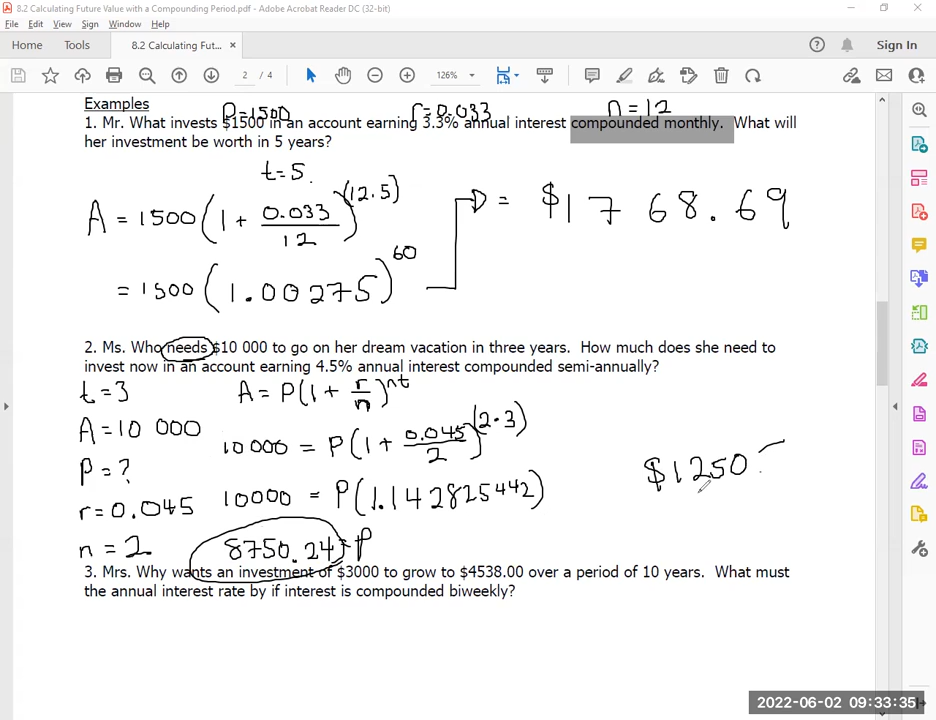 8.2 Calculating Future Value with a Compounding Period.pdf - Adobe Acrobat Reader DC (32-bit)
File Edit View Sign Window Help
Home Tools 8.2 Calculating Fut... × Sign In
2 / 4 126%
Examples
P=1500 r=0.033 n=12
1. Mr. What invests $1500 in an account earning 3.3% annual interest compounded monthly. What will
her investment be worth in 5 years?
t=5.
A = 1500(1 + 0.033/12)^(12·5) = $1768.69
= 1500(1.00275)^60
2. Ms. Who needs $10 000 to go on her dream vacation in three years. How much does she need to
invest now in an account earning 4.5% annual interest compounded semi-annually?
t=3 A = P(1 + r/n)^nt
A=10 000
10000 = P(1 + 0.045/2)^(2·3)
P=? $1250
r=0.045 10000 = P(1.142825442)
n=2. 8750.24=P
3. Mrs. Why wants an investment of $3000 to grow to $4538.00 over a period of 10 years. What must
the annual interest rate by if interest is compounded biweekly?
2022-06-02 09:33:35